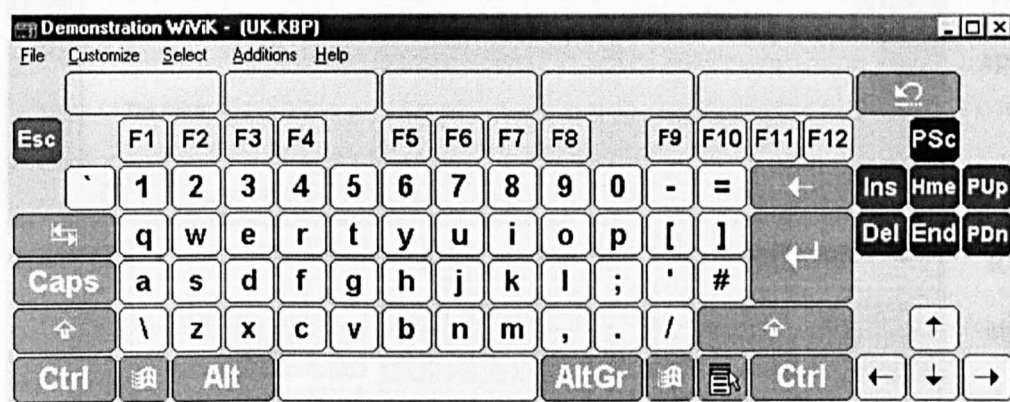 Demonstration WiViK - (UK.KBP)
File Customize Select Additions Help
Esc F1 F2 F3 F4 F5 F6 F7 F8 F9 F10 F11 F12 PSc
` 1 2 3 4 5 6 7 8 9 0 - = ← Ins Hme PUp
q w e r t y u i o p [ ] Del End PDn
Caps a s d f g h j k l ; ' #
\ z x c v b n m , . / ↑
Ctrl Alt AltGr Ctrl ← ↓ →